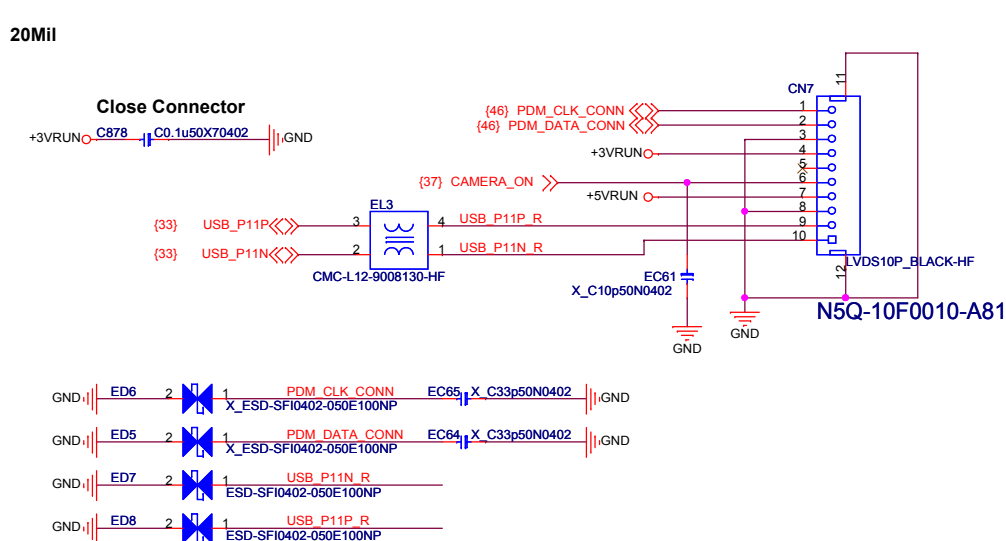 20Mil
Close Connector
+3VRUN C878 C0.1u50X70402 GND
CN7
11
{46} PDM_CLK_CONN 1
{46} PDM_DATA_CONN 2
3
+3VRUN 4
5
{37} CAMERA_ON 6
+5VRUN 7
8
EL3
{33} USB_P11P 3 4 USB_P11P_R 9
10
{33} USB_P11N 2 1 USB_P11N_R
CMC-L12-9008130-HF
LVDS10P_BLACK-HF
12
EC61
X_C10p50N0402
N5Q-10F0010-A81
GND
GND
GND ED6 2 1 PDM_CLK_CONN EC65 X_C33p50N0402 GND
X_ESD-SFI0402-050E100NP
GND ED5 2 1 PDM_DATA_CONN EC64 X_C33p50N0402 GND
X_ESD-SFI0402-050E100NP
GND ED7 2 1 USB_P11N_R
ESD-SFI0402-050E100NP
GND ED8 2 1 USB_P11P_R
ESD-SFI0402-050E100NP